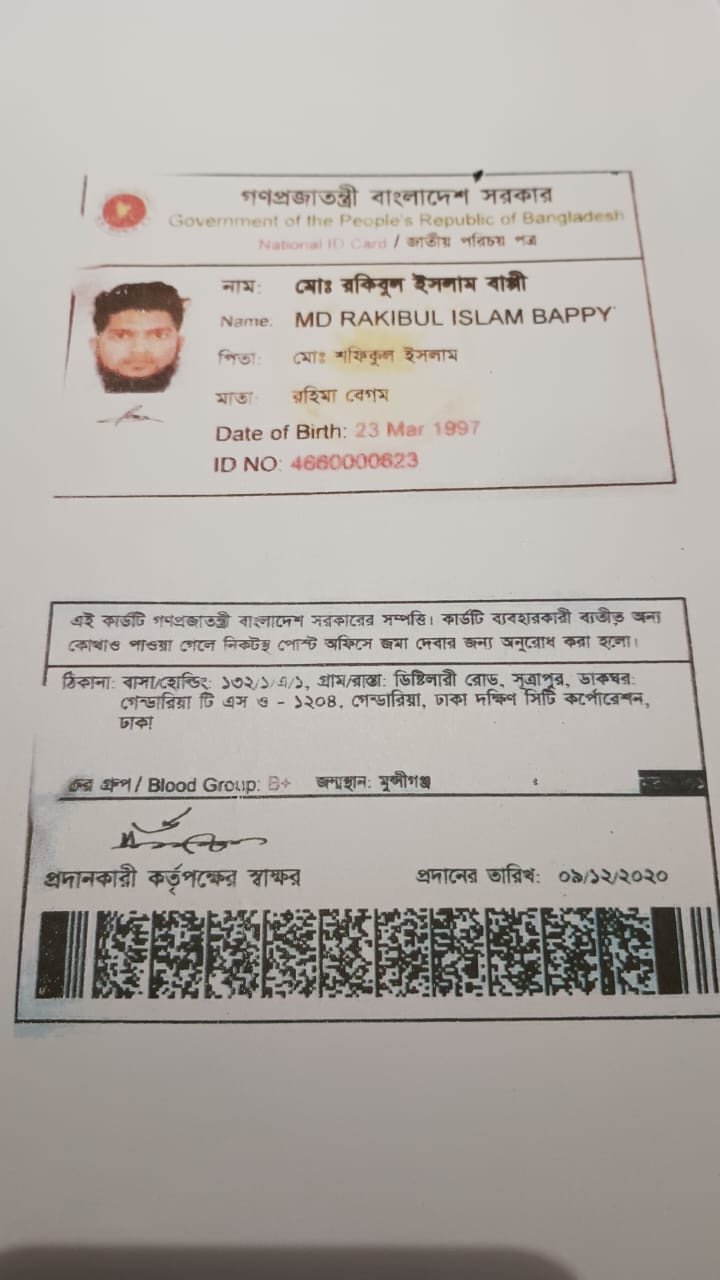 গণপ্রজাতন্ত্রী বাংলাদেশ সরকার
Government of the People's Republic of Bangladesh
National ID Card / জাতীয় পরিচয় পত্র
নাম: মোঃ রকিবুল ইসলাম বাপ্পী
Name: MD RAKIBUL ISLAM BAPPY
পিতা: মোঃ শফিকুল ইসলাম
মাতা: রহিমা বেগম
Date of Birth: 23 Mar 1997
ID NO: 4660000623
এই কার্ডটি গণপ্রজাতন্ত্রী বাংলাদেশ সরকারের সম্পত্তি। কার্ডটি ব্যবহারকারী ব্যতীত অন্য
কোথাও পাওয়া গেলে নিকটস্থ পোস্ট অফিসে জমা দেবার জন্য অনুরোধ করা হলো।
ঠিকানা: বাসা/হোল্ডিং: ১৩২/১/এ/১, গ্রাম/রাস্তা: ডিষ্টিলারী রোড, সূত্রাপুর, ডাকঘর:
গেন্ডারিয়া টি এস ও - ১২০৪, গেন্ডারিয়া, ঢাকা দক্ষিণ সিটি কর্পোরেশন,
ঢাকা
রক্তের গ্রুপ / Blood Group: B+ জন্মস্থান: মুন্সীগঞ্জ
প্রদানকারী কর্তৃপক্ষের স্বাক্ষর প্রদানের তারিখ: ০৯/১২/২০২০